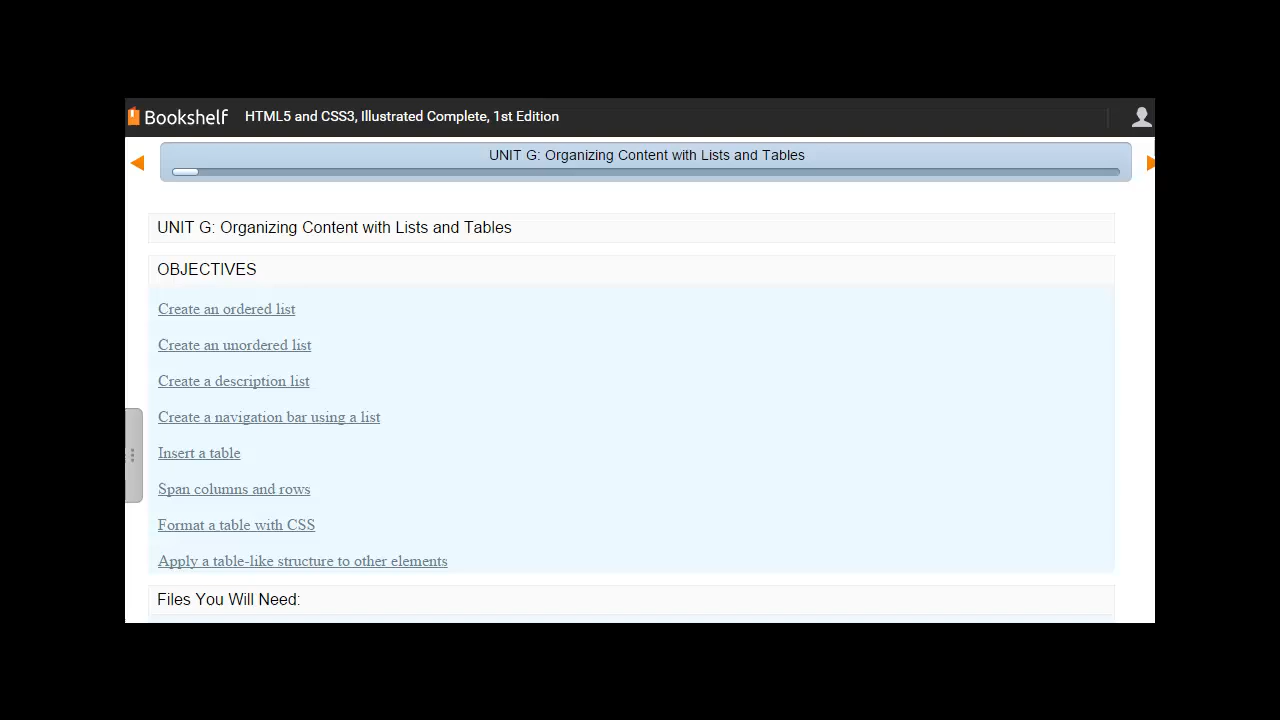 Bookshelf HTML5 and CSS3, Illustrated Complete, 1st Edition
UNIT G: Organizing Content with Lists and Tables
UNIT G: Organizing Content with Lists and Tables
OBJECTIVES
Create an ordered list
Create an unordered list
Create a description list
Create a navigation bar using a list
Insert a table
Span columns and rows
Format a table with CSS
Apply a table-like structure to other elements
Files You Will Need: